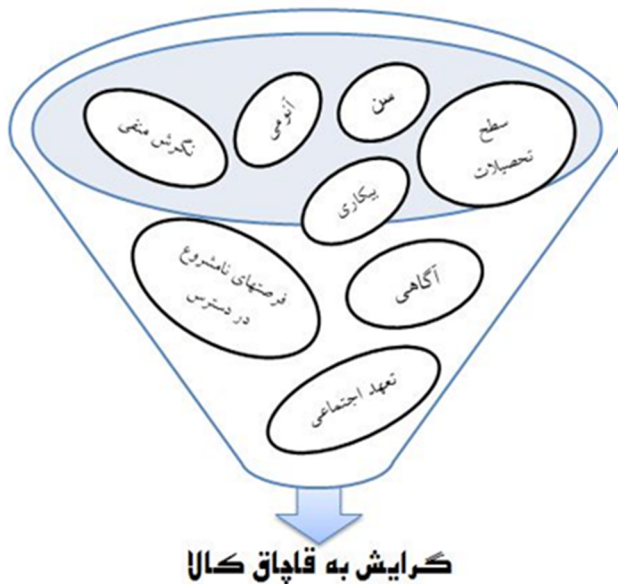 نگرش منفی
آنومی
سن
سطح
تحصیلات
بیکاری
فرصتهای نامشروع
در دسترس
آگاهی
تعهد اجتماعی
گرایش به قاچاق کالا